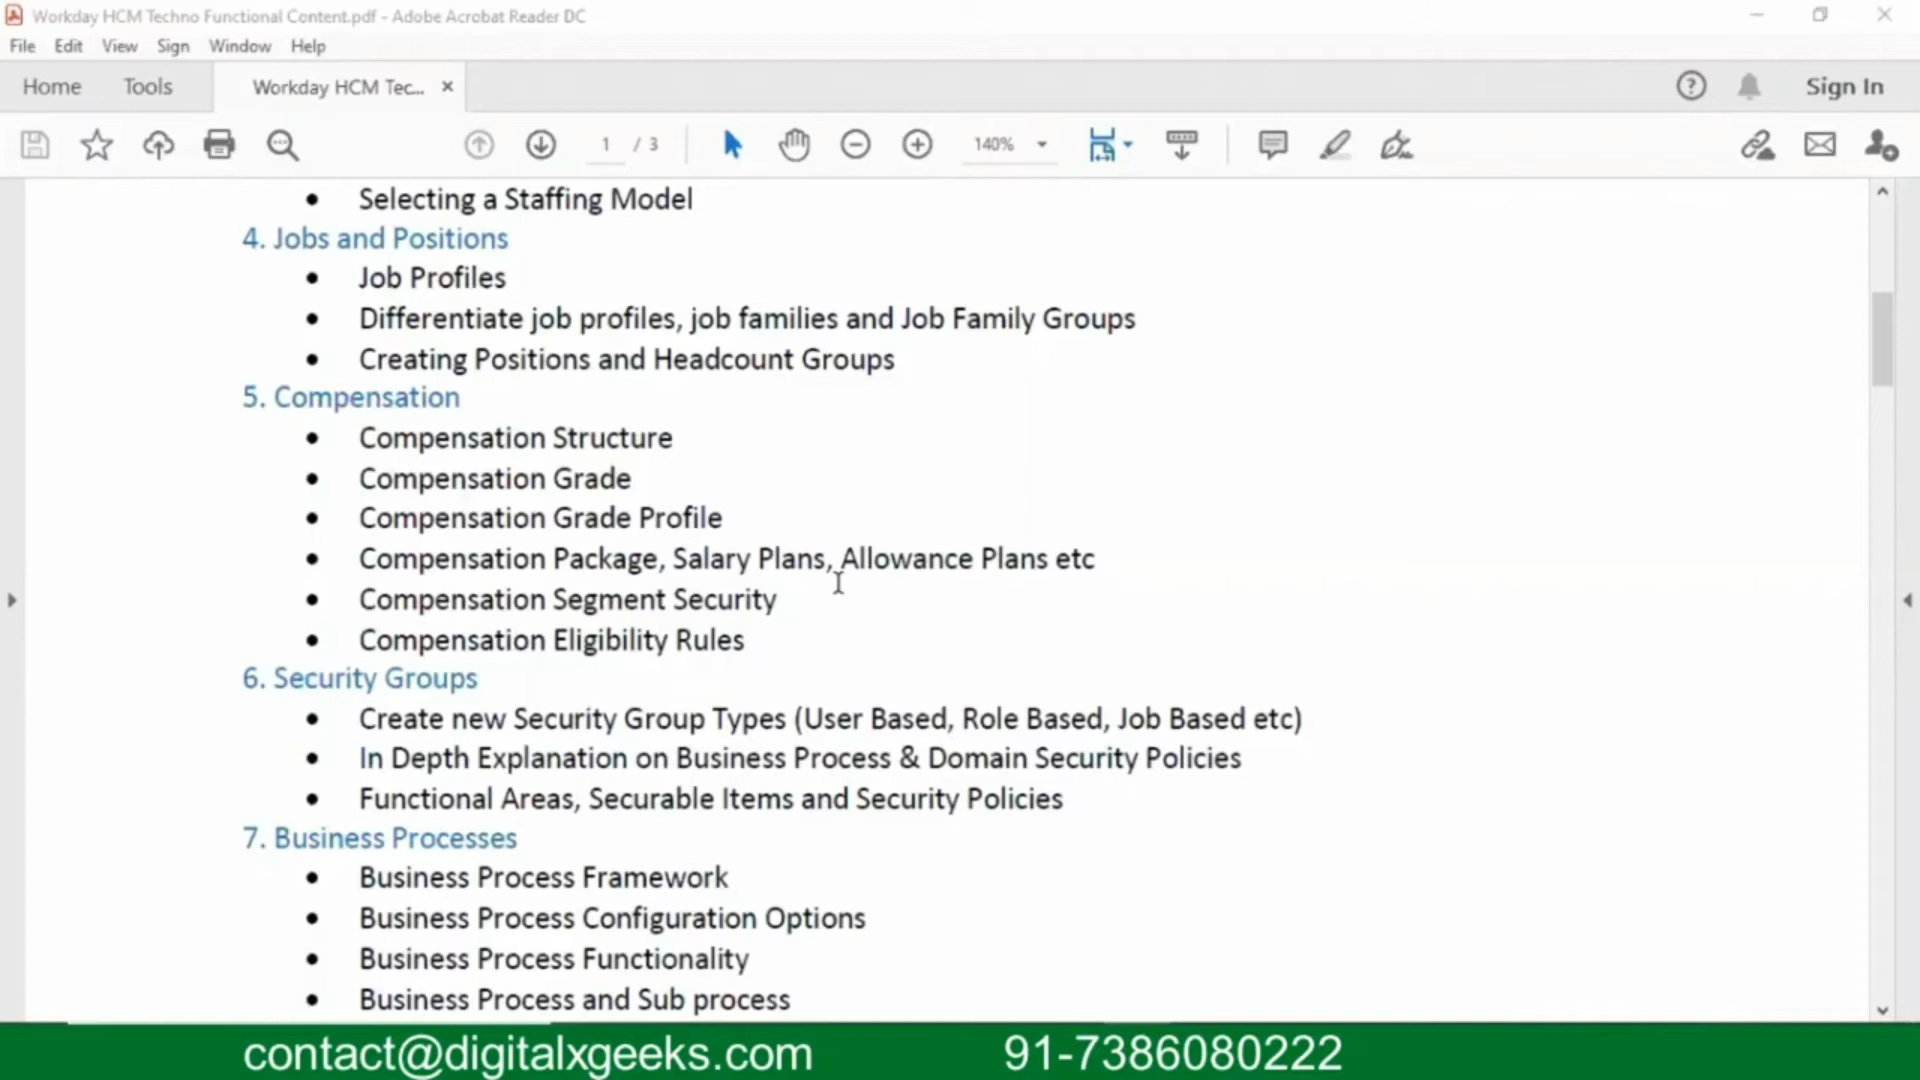 Workday HCM Techno Functional Content.pdf - Adobe Acrobat Reader DC
File Edit View Sign Window Help
Home Tools Workday HCM Tec... × Sign In
1 / 3 140%
• Selecting a Staffing Model
4. Jobs and Positions
• Job Profiles
• Differentiate job profiles, job families and Job Family Groups
• Creating Positions and Headcount Groups
5. Compensation
• Compensation Structure
• Compensation Grade
• Compensation Grade Profile
• Compensation Package, Salary Plans, Allowance Plans etc
• Compensation Segment Security
• Compensation Eligibility Rules
6. Security Groups
• Create new Security Group Types (User Based, Role Based, Job Based etc)
• In Depth Explanation on Business Process & Domain Security Policies
• Functional Areas, Securable Items and Security Policies
7. Business Processes
• Business Process Framework
• Business Process Configuration Options
• Business Process Functionality
• Business Process and Sub process
contact@digitalxgeeks.com 91-7386080222